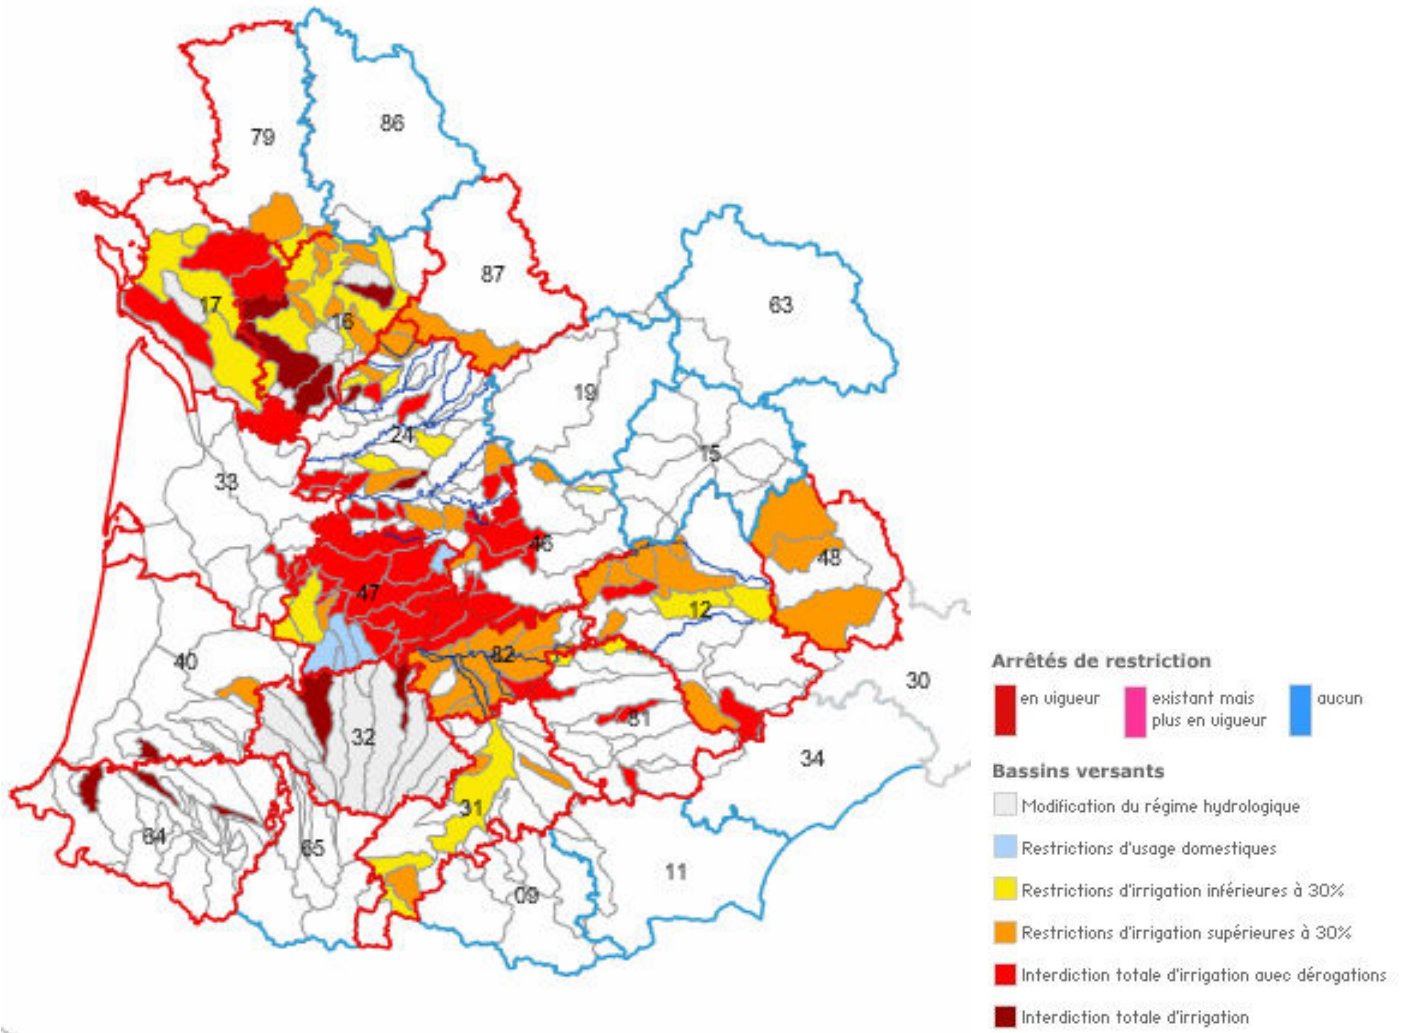 86
79
87
63
17
16
19
24
15
33
46
48
47
12
82
40
30
81
32
34
31
64
65
11
09
Arrêtés de restriction
en vigueur
existant mais
plus en vigueur
aucun
Bassins versants
Modification du régime hydrologique
Restrictions d'usage domestiques
Restrictions d'irrigation inférieures à 30%
Restrictions d'irrigation supérieures à 30%
Interdiction totale d'irrigation avec dérogations
Interdiction totale d'irrigation